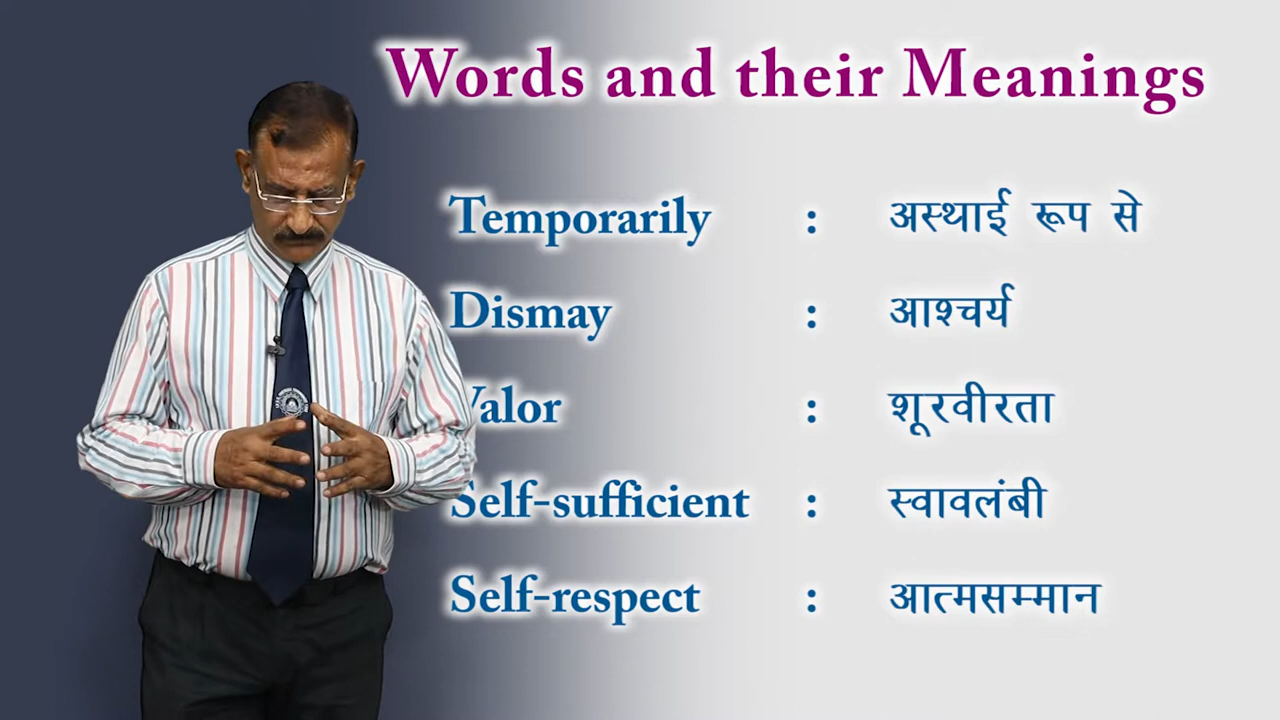 Words and their Meanings
Temporarily : अस्थाई रूप से
Dismay : आश्चर्य
Valor : शूरवीरता
Self-sufficient : स्वावलंबी
Self-respect : आत्मसम्मान